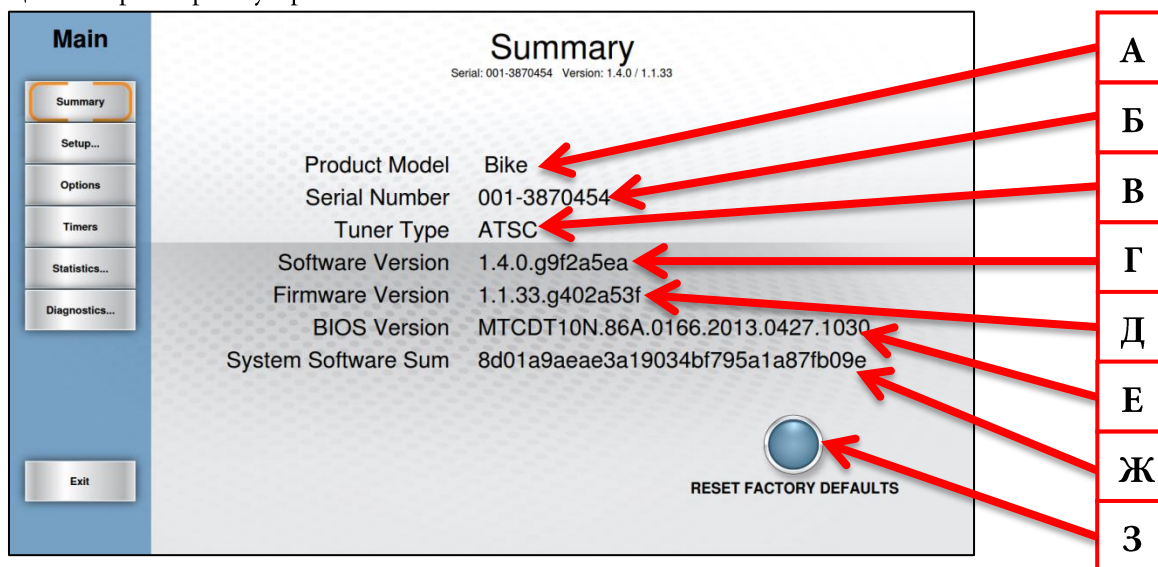 Main
Summary
Setup...
Options
Timers
Statistics...
Diagnostics...
Exit
Summary
Serial: 001-3870454 Version: 1.4.0 / 1.1.33
Product Model Bike
Serial Number 001-3870454
Tuner Type ATSC
Software Version 1.4.0.g9f2a5ea
Firmware Version 1.1.33.g402a53f
BIOS Version MTCDT10N.86A.0166.2013.0427.1030
System Software Sum 8d01a9aeae3a19034bf795a1a87fb09e
RESET FACTORY DEFAULTS
А
Б
В
Г
Д
Е
Ж
З